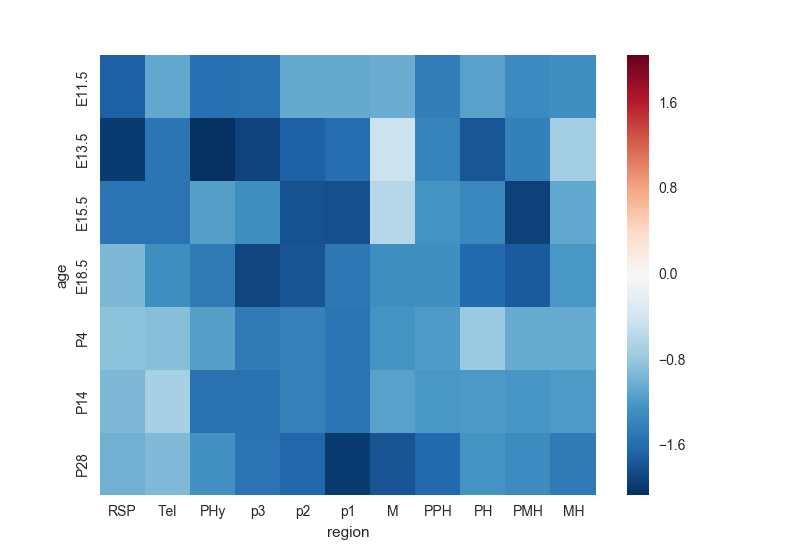 E11.5
E13.5
E15.5
E18.5
P4
P14
P28
age
RSP Tel PHy p3 p2 p1 M PPH PH PMH MH
region
1.6
0.8
0.0
−0.8
−1.6